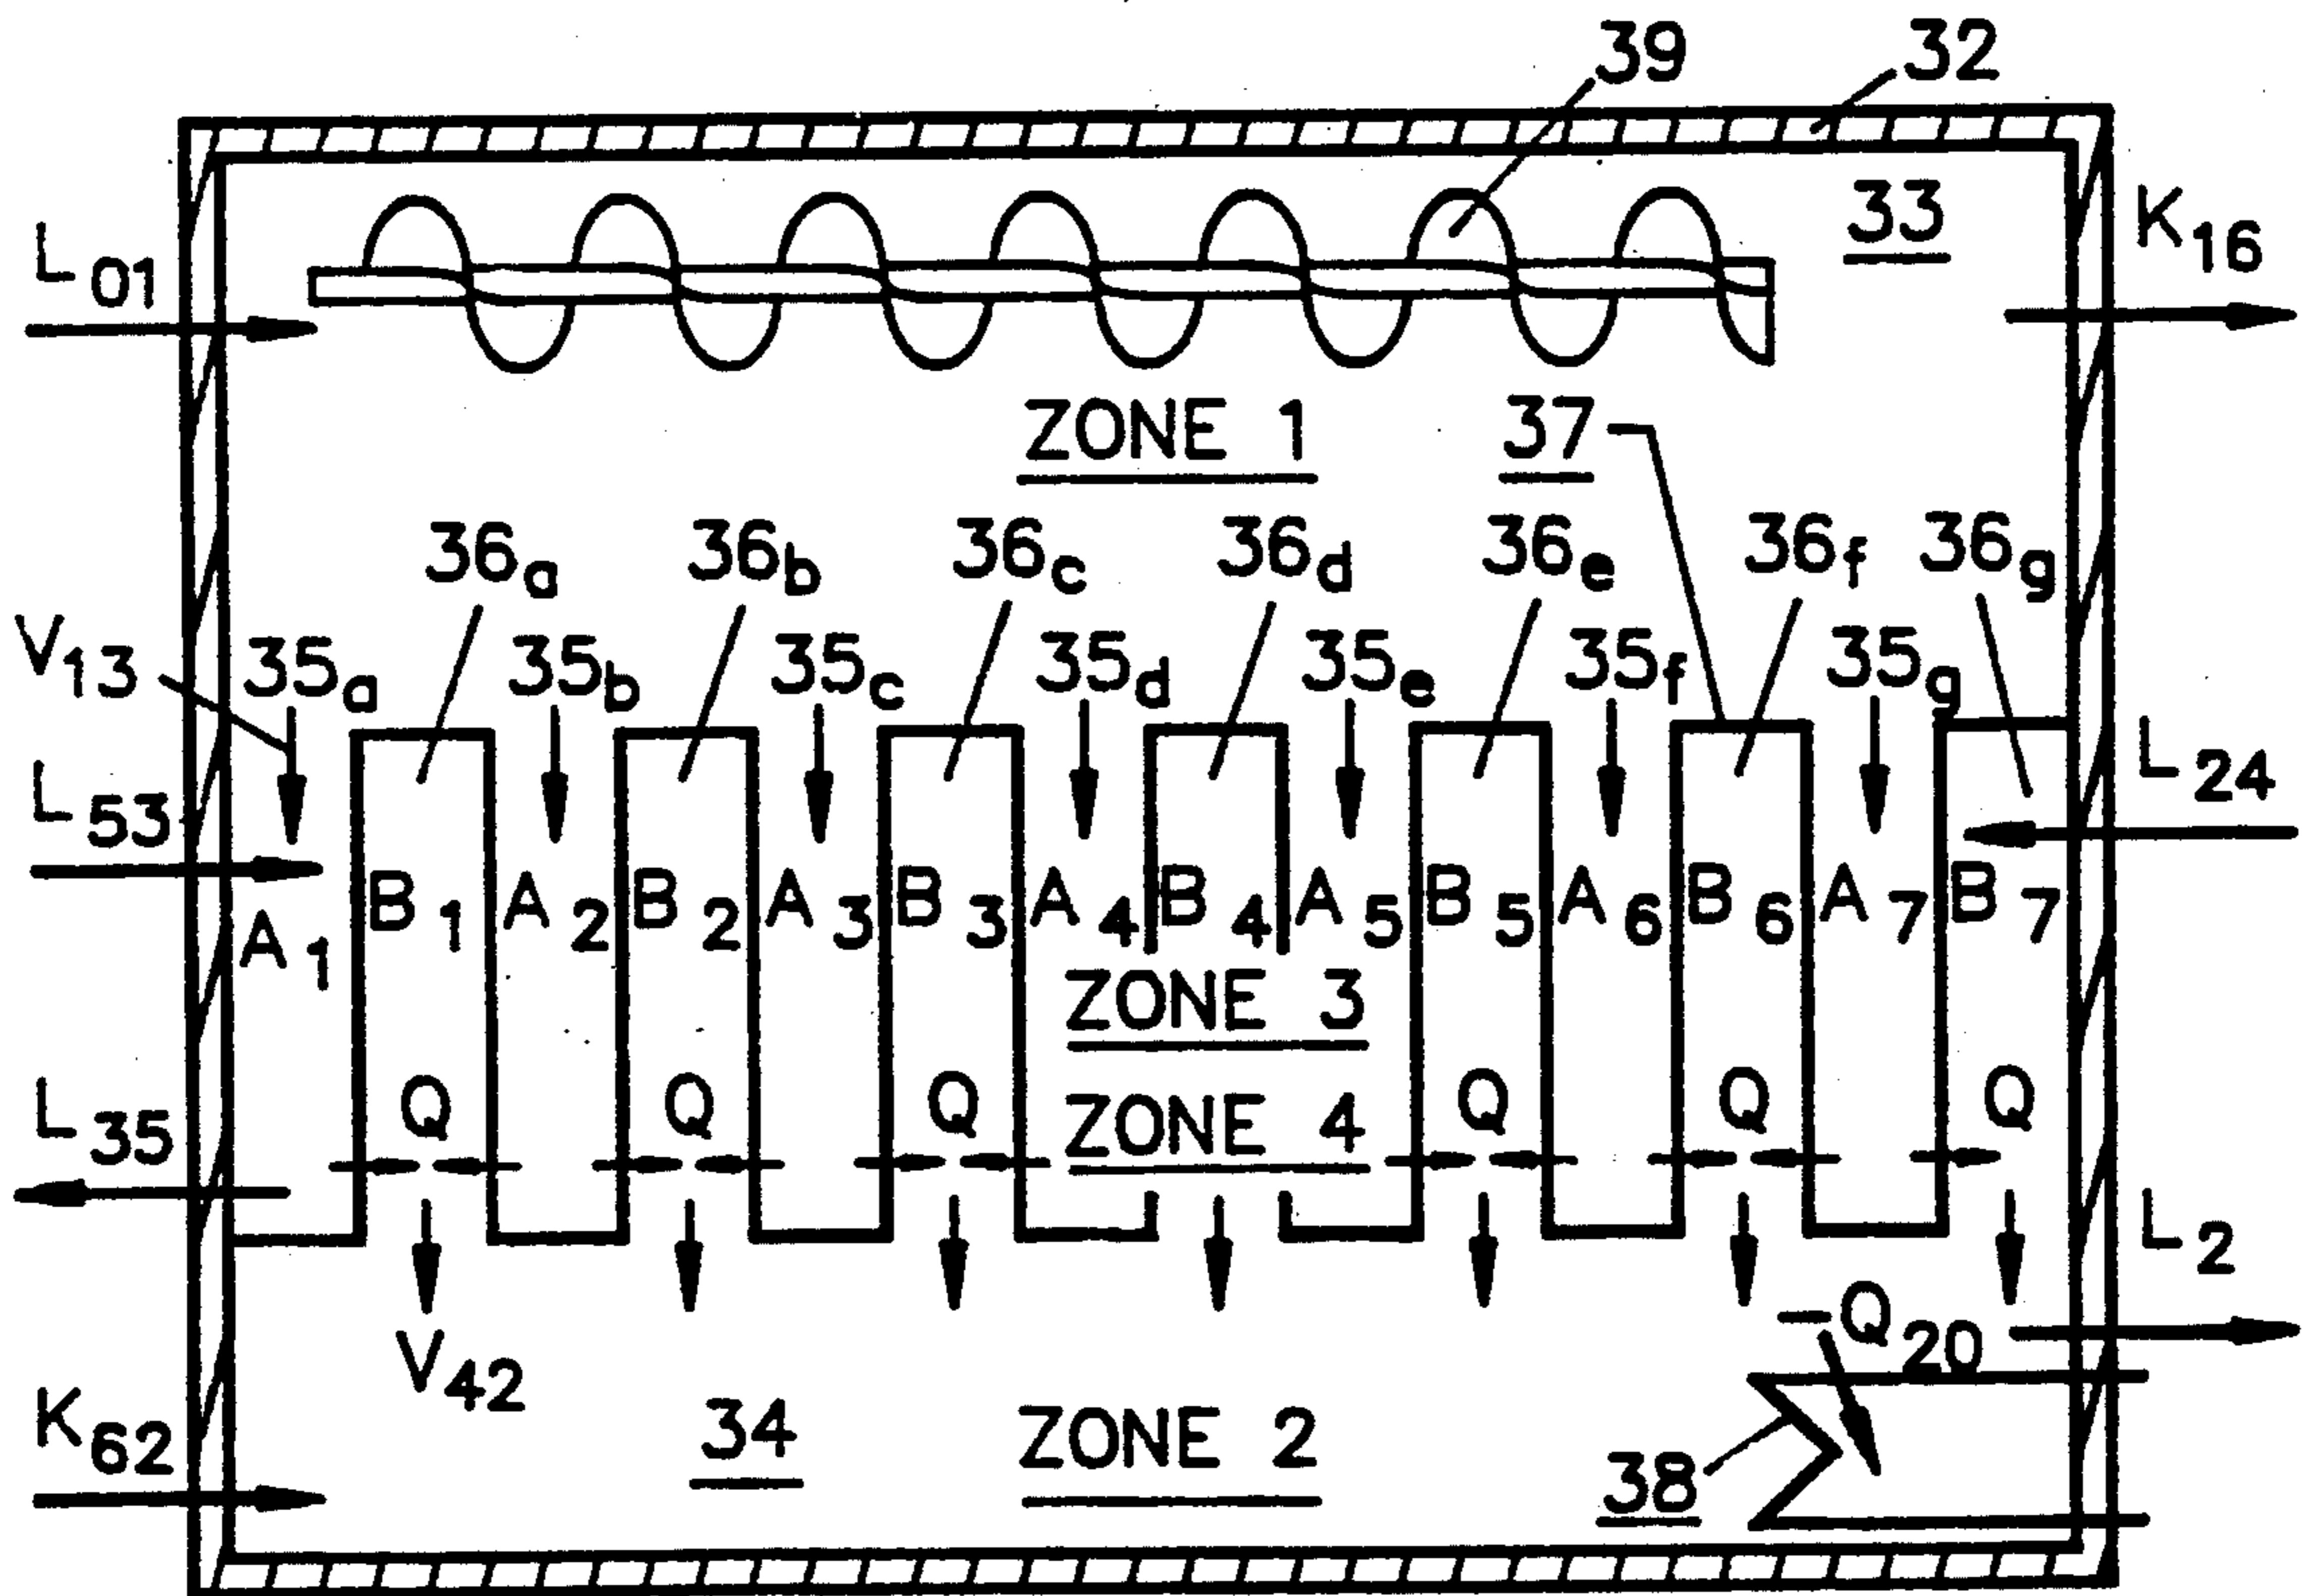 39 32
33
L01 K16
ZONE 1 37
36a 36b 36c 36d 36e 36f 36g
V13 35a 35b 35c 35d 35e 35f 35g
L53 L24
A1 B1 A2 B2 A3 B3 A4 B4 A5 B5 A6 B6 A7 B7
ZONE 3
L35 Q Q Q ZONE 4 Q Q Q
L2
V42 -Q20
K62 34 ZONE 2 38